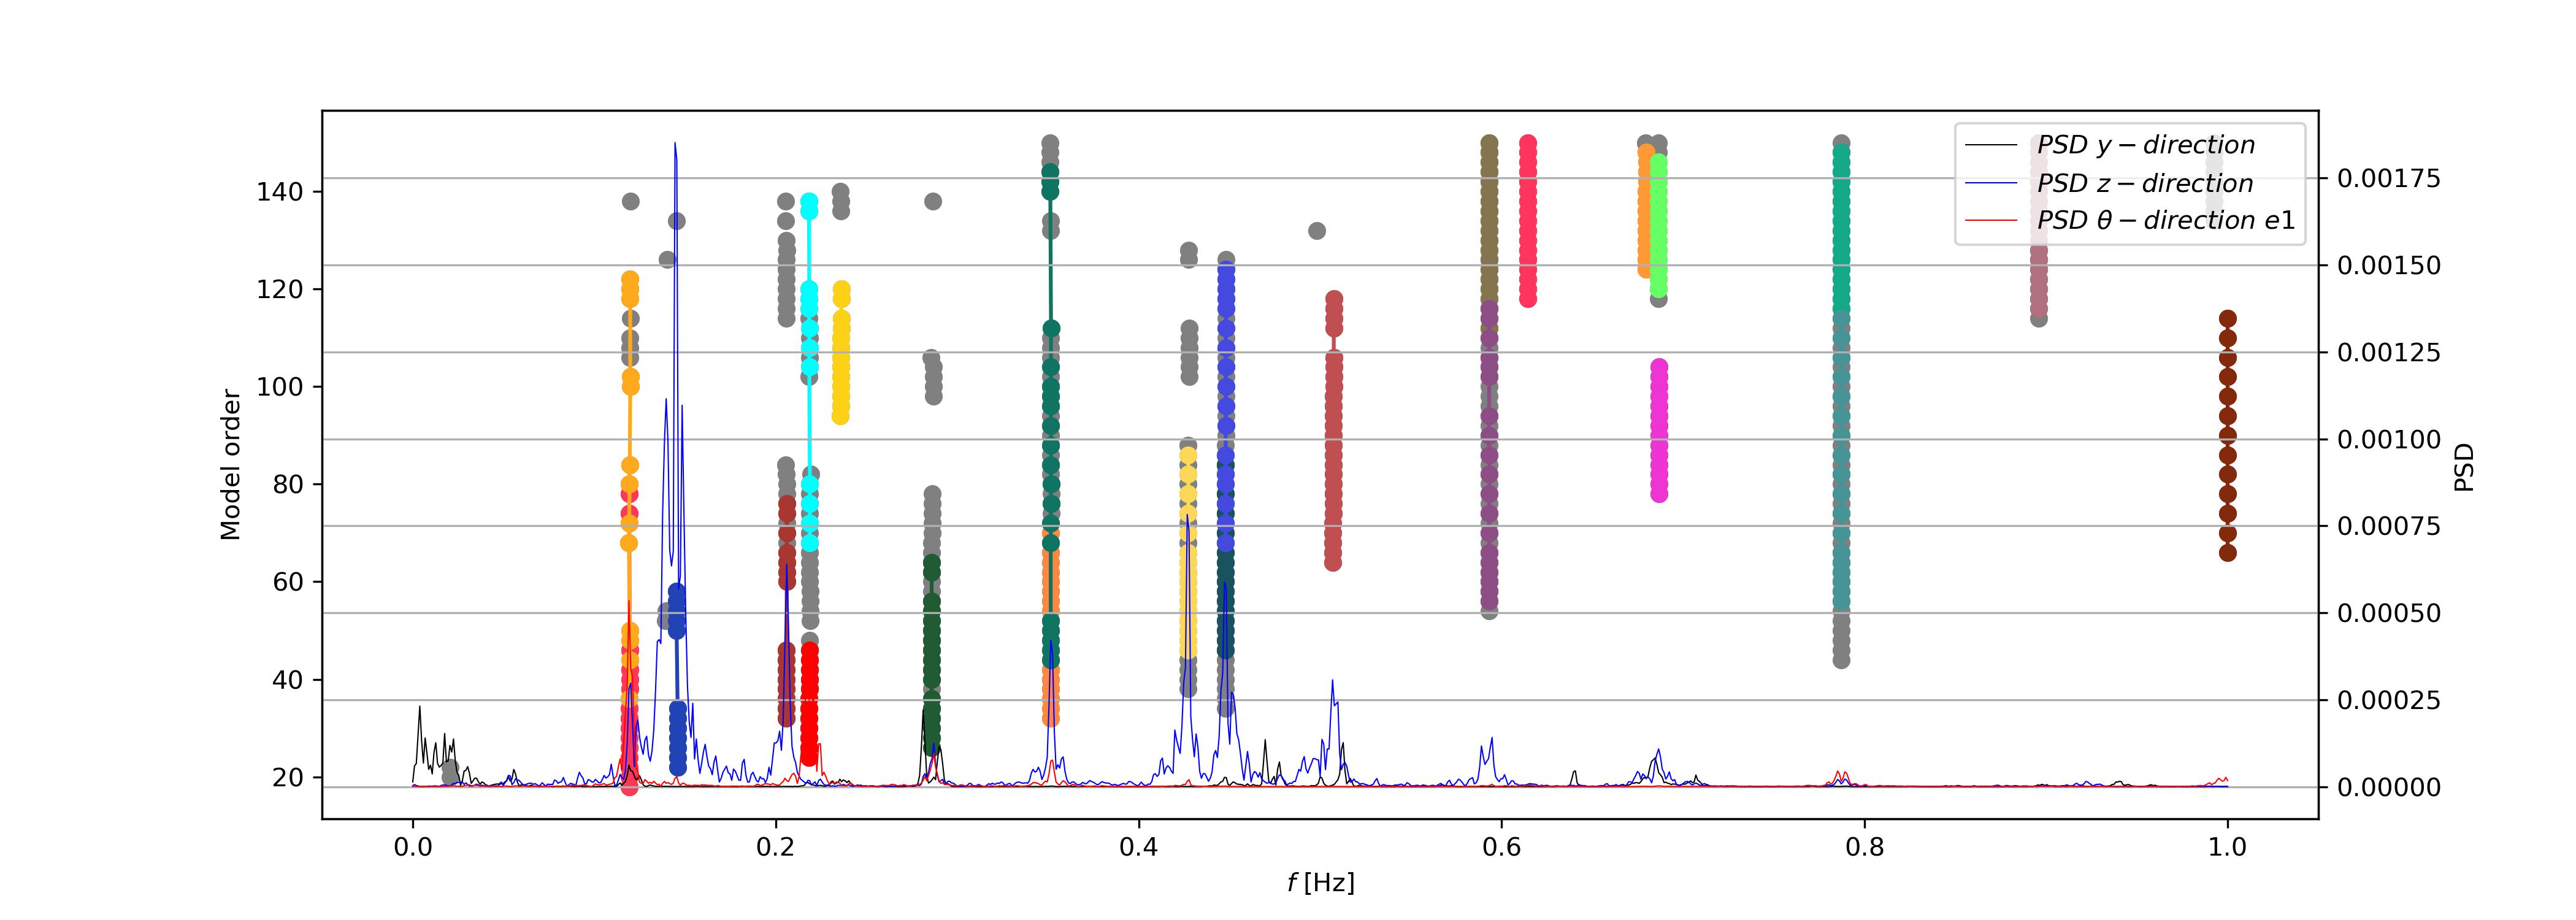 PSD y − direction
PSD z − direction
PSD θ − direction e1
140
120
100
80
60
40
20
Model order
0.00175
0.00150
0.00125
0.00100
0.00075
0.00050
0.00025
0.00000
PSD
0.0 0.2 0.4 0.6 0.8 1.0
f [Hz]